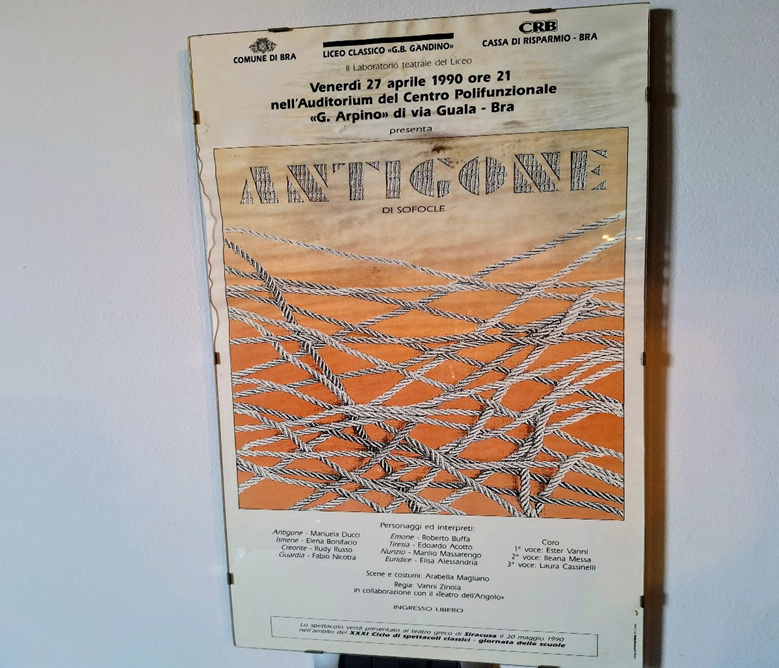 COMUNE DI BRA
LICEO CLASSICO «G.B. GANDINO»
CRB
CASSA DI RISPARMIO - BRA
Il Laboratorio teatrale del Liceo
Venerdì 27 aprile 1990 ore 21
nell'Auditorium del Centro Polifunzionale
«G. Arpino» di via Guala - Bra
presenta
ANTIGONE
DI SOFOCLE
Personaggi ed interpreti:
Antigone - Manuela Ducci
Ismene - Elena Bonifacio
Creonte - Rudy Russo
Guardia - Fabio Nicotra
Emone - Roberto Buffa
Tiresia - Edoardo Acotto
Nunzio - Manlio Massarengo
Euridice - Elisa Alessandria
Coro
1ª voce: Ester Vanni
2ª voce: Ileana Messa
3ª voce: Laura Cassinelli
Scene e costumi: Arabella Magliano
Regia: Vanni Zinola
in collaborazione con il «Teatro dell'Angolo»
INGRESSO LIBERO
Lo spettacolo verrà presentato al teatro greco di Siracusa il 30 maggio 1990
nell'ambito del XXXI Ciclo di spettacoli classici - giornata delle scuole